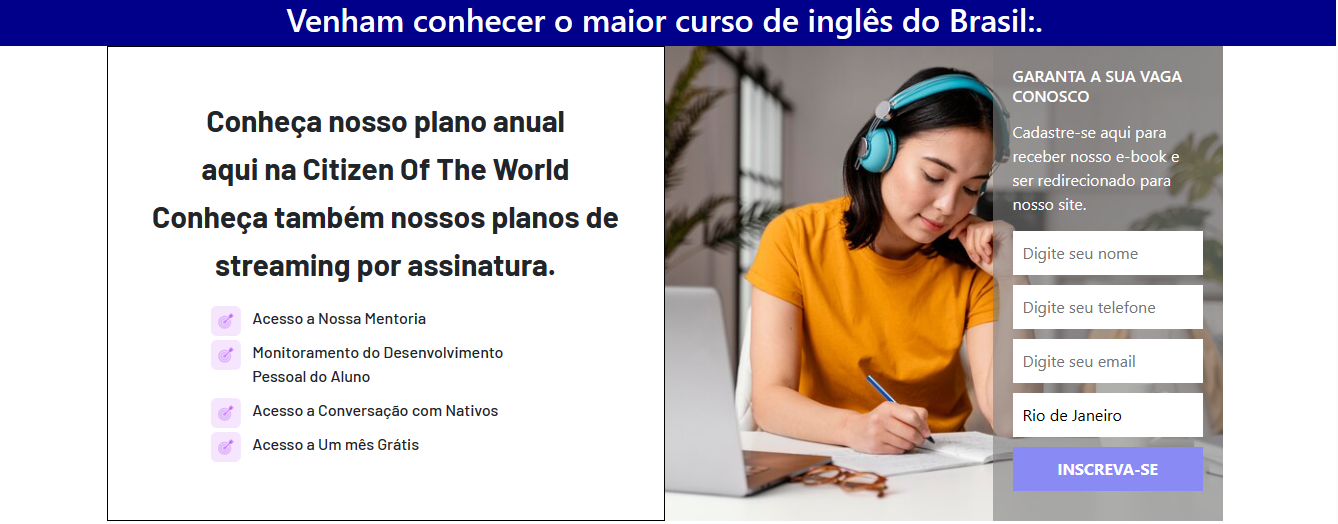 Venham conhecer o maior curso de inglês do Brasil:.
Conheça nosso plano anual
aqui na Citizen Of The World
Conheça também nossos planos de
streaming por assinatura.
Acesso a Nossa Mentoria
Monitoramento do Desenvolvimento
Pessoal do Aluno
Acesso a Conversação com Nativos
Acesso a Um mês Grátis
GARANTA A SUA VAGA
CONOSCO
Cadastre-se aqui para
receber nosso e-book e
ser redirecionado para
nosso site.
Digite seu nome
Digite seu telefone
Digite seu email
Rio de Janeiro
INSCREVA-SE